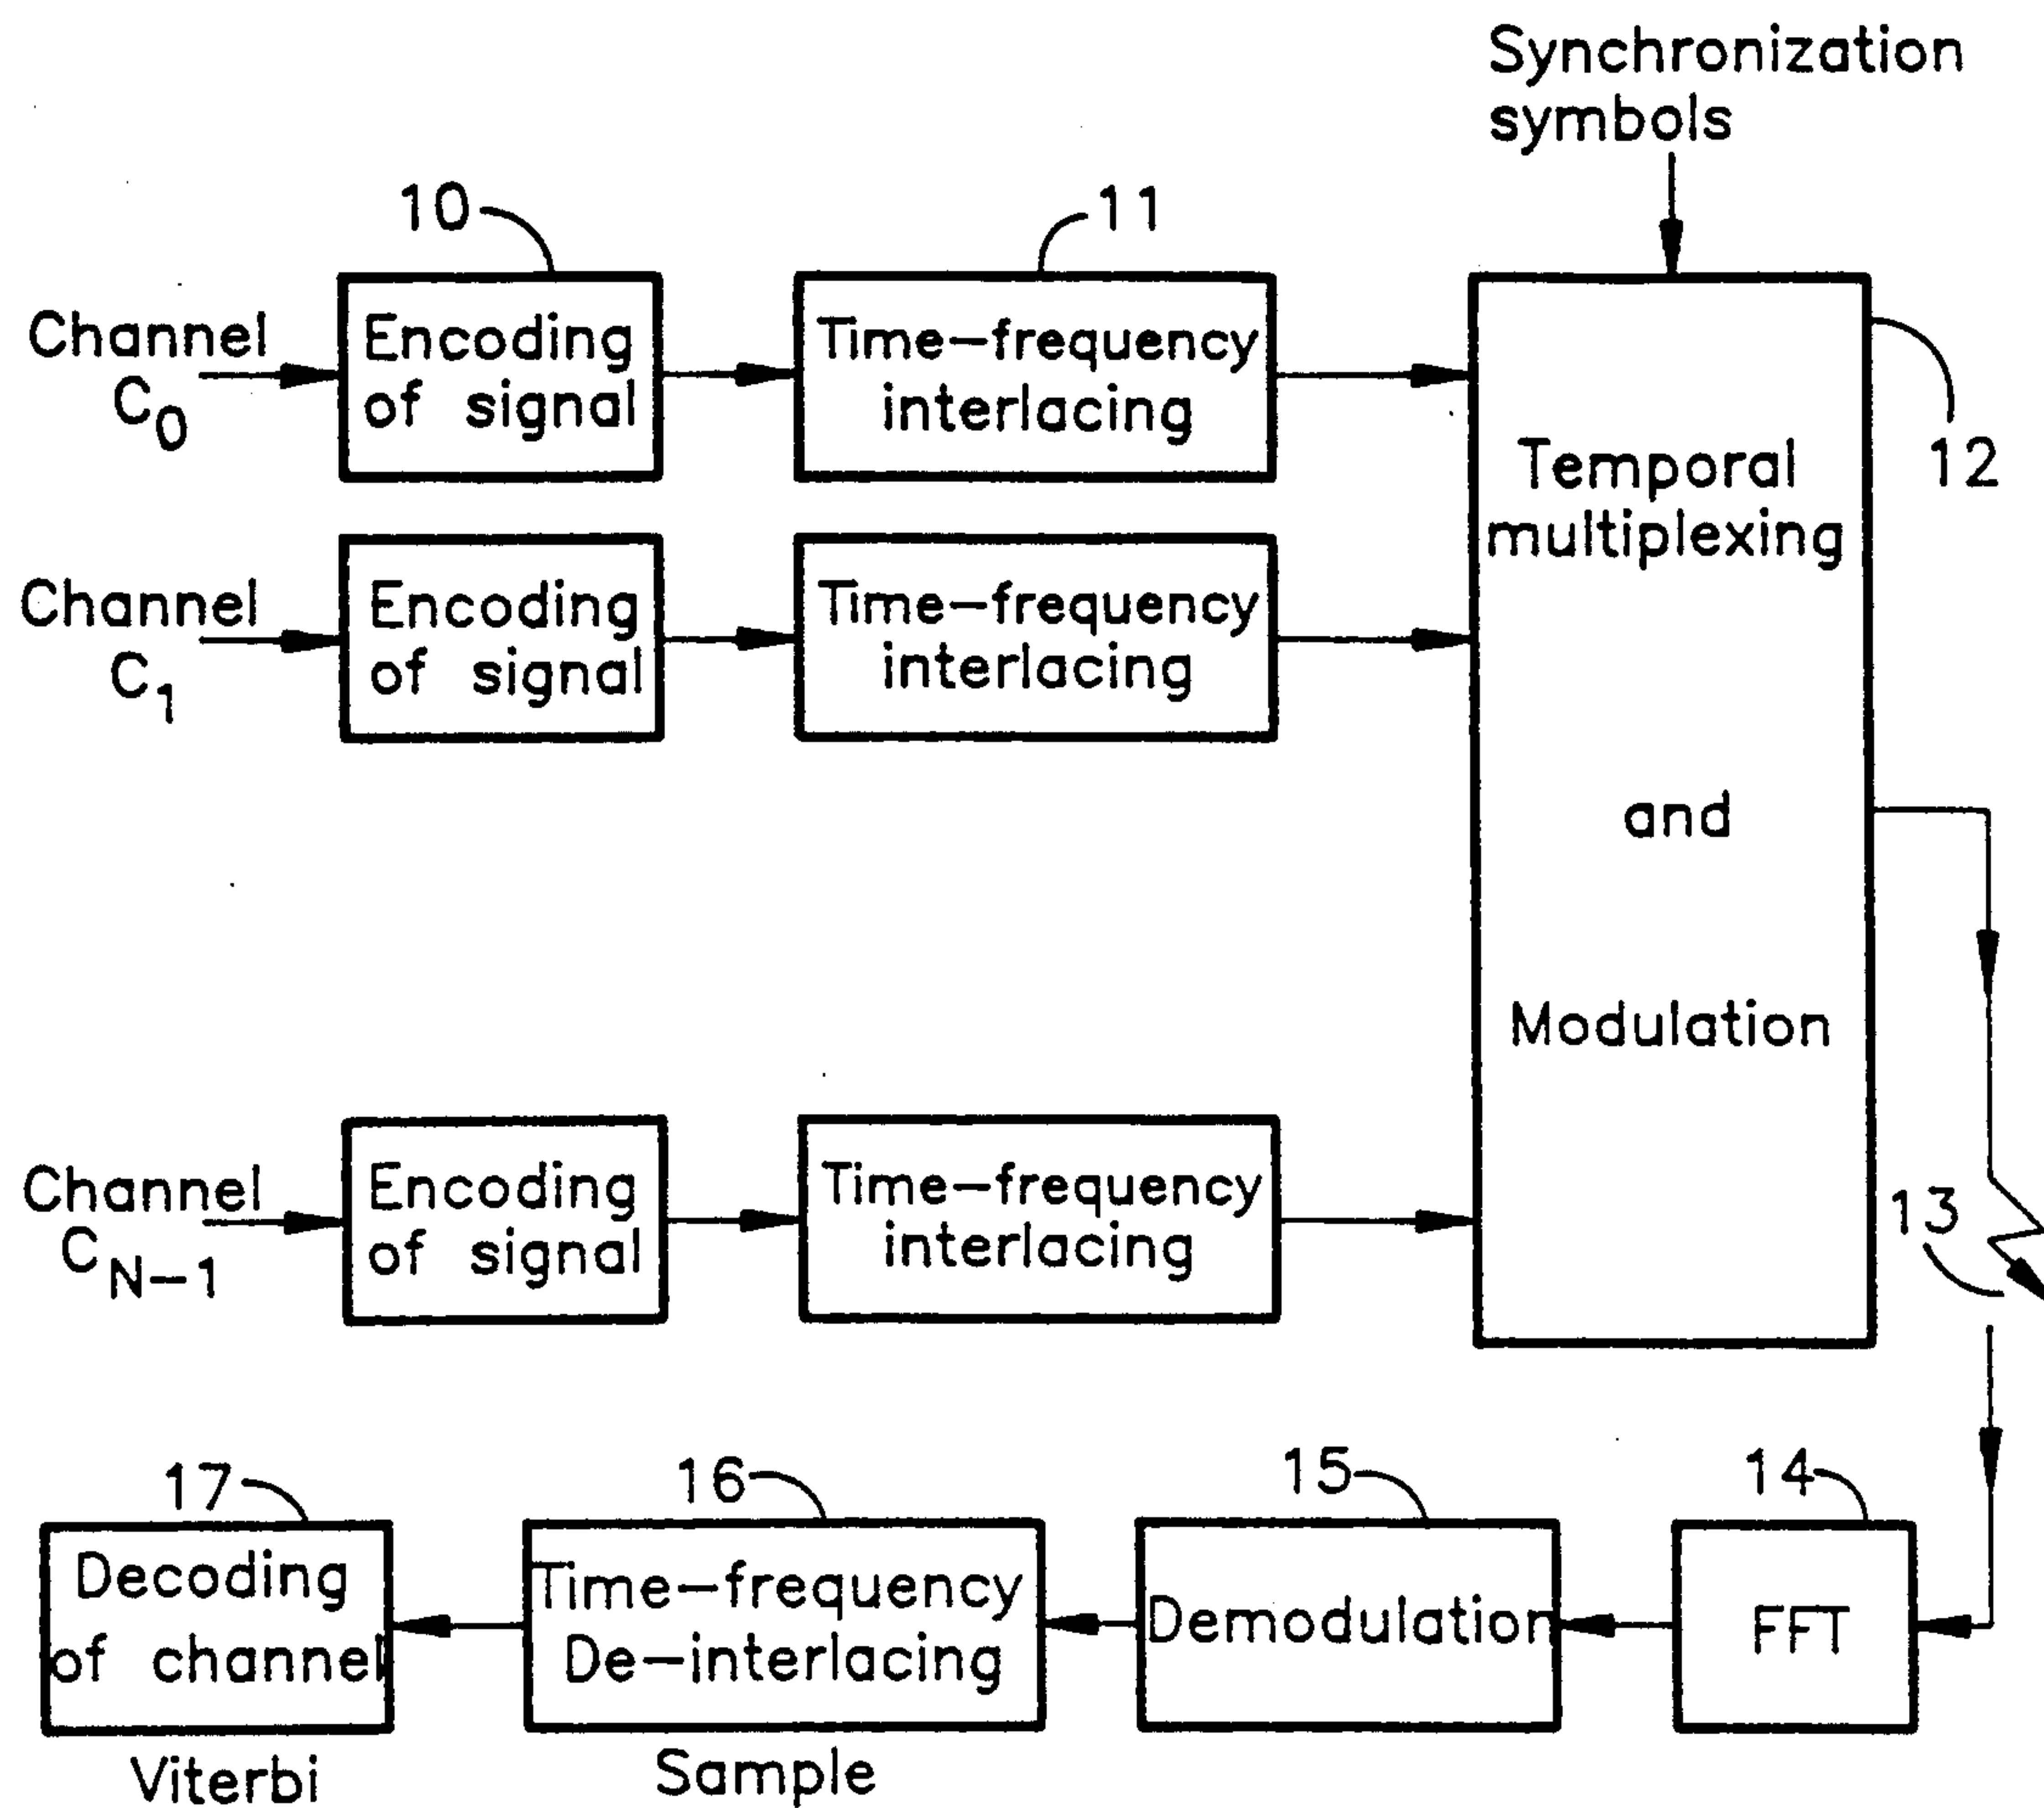 Synchronization
symbols
10
11
Channel
C0
Encoding
of signal
Time-frequency
interlacing
12
Temporal
multiplexing
and
Modulation
Channel
C1
Encoding
of signal
Time-frequency
interlacing
Channel
CN-1
Encoding
of signal
Time-frequency
interlacing
13
17
16
15
14
Decoding
of channel
Time-frequency
De-interlacing
Demodulation
FFT
Viterbi
Sample